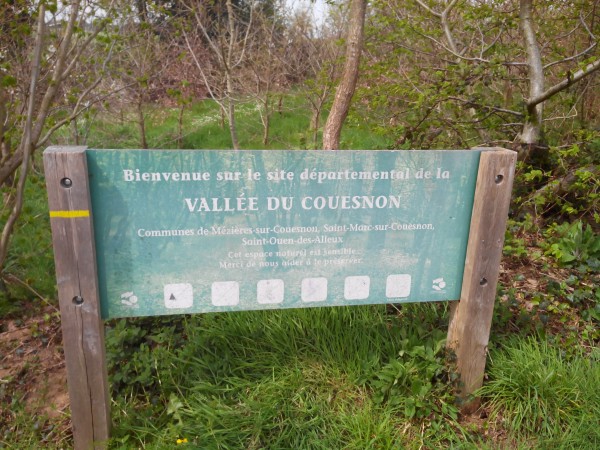 Bienvenue sur le site départemental de la
VALLÉE DU COUESNON
Communes de Mézières-sur-Couesnon, Saint-Marc-sur-Couesnon,
Saint-Ouen-des-Alleux
Cet espace naturel est sensible.
Merci de nous aider à le préserver.